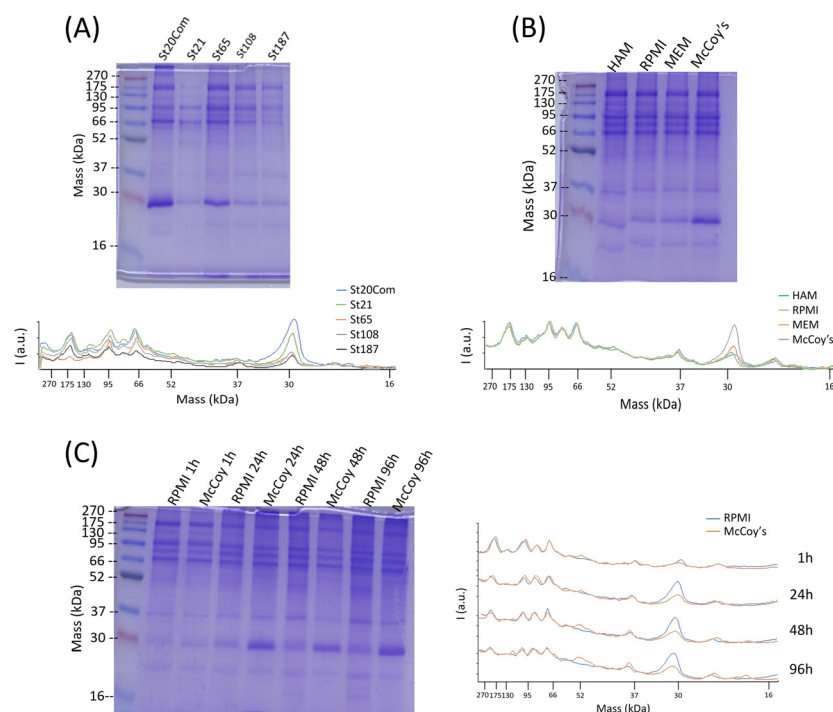 (A)
St20Com
St21
St65
St108
St187
270
175
130
95
66
52
37
30
16
Mass (kDa)
St20Com
St21
St65
St108
St187
I (a.u.)
270 175 130 95 66 52 37 30 16
Mass (kDa)
(B)
HAM
RPMI
MEM
McCoy's
270
175
130
95
66
52
37
30
16
Mass (kDa)
HAM
RPMI
MEM
McCoy's
I (a.u.)
270 175 130 95 66 52 37 30 16
Mass (kDa)
(C)
RPMI 1h
McCoy 1h
RPMI 24h
McCoy 24h
RPMI 48h
McCoy 48h
RPMI 96h
McCoy 96h
270
175
130
95
66
52
37
30
16
Mass (kDa)
RPMI
McCoy's
1h
24h
48h
96h
I (a.u.)
270 175 130 95 66 52 37 30 16
Mass (kDa)